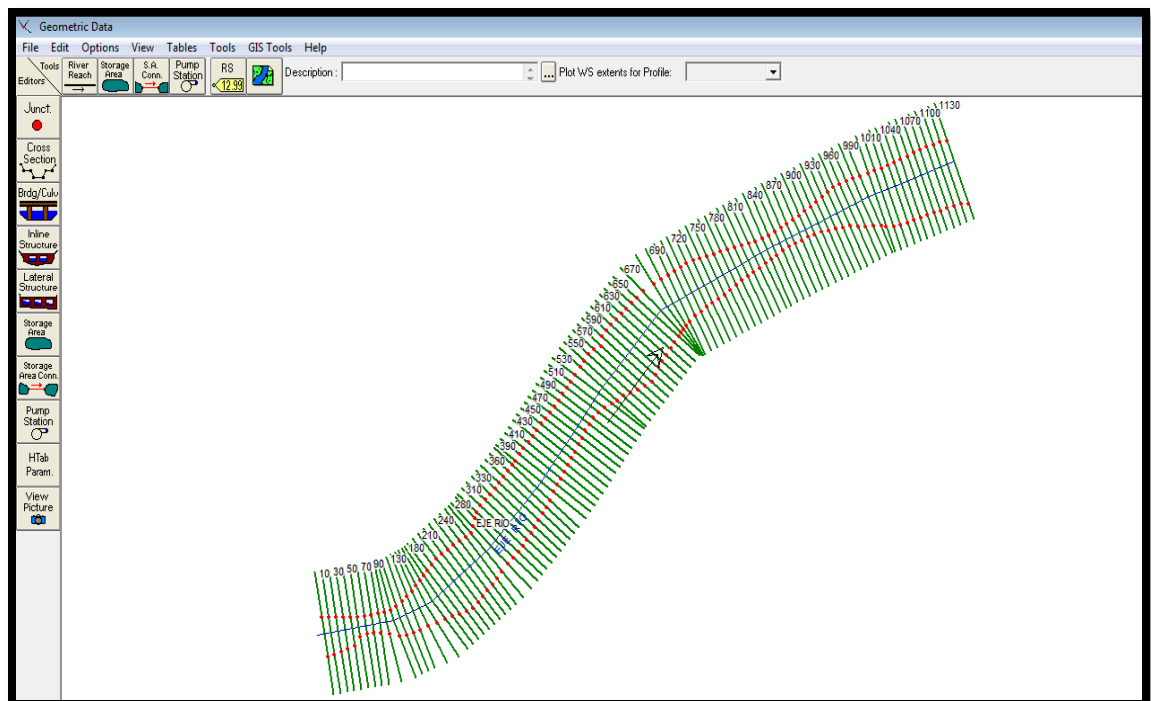 Geometric Data
File Edit Options View Tables Tools GIS Tools Help
Tools
Editors
River
Reach
Storage
Area
S.A.
Conn.
Pump
Station
RS
12.99
Description :
...
Plot WS extents for Profile:
Junct.
Cross
Section
Brdg/Culv
Inline
Structure
Lateral
Structure
Storage
Area
Storage
Area Conn.
Pump
Station
HTab
Param.
View
Picture
1130
1100
1070
1040
1010
990
960
930
900
870
840
810
780
750
720
690
670
650
630
610
590
570
550
530
510
490
470
450
430
410
390
360
330
310
280
240
210
180
130
10 30 50 70 90
EJE RIO
EJE RIO